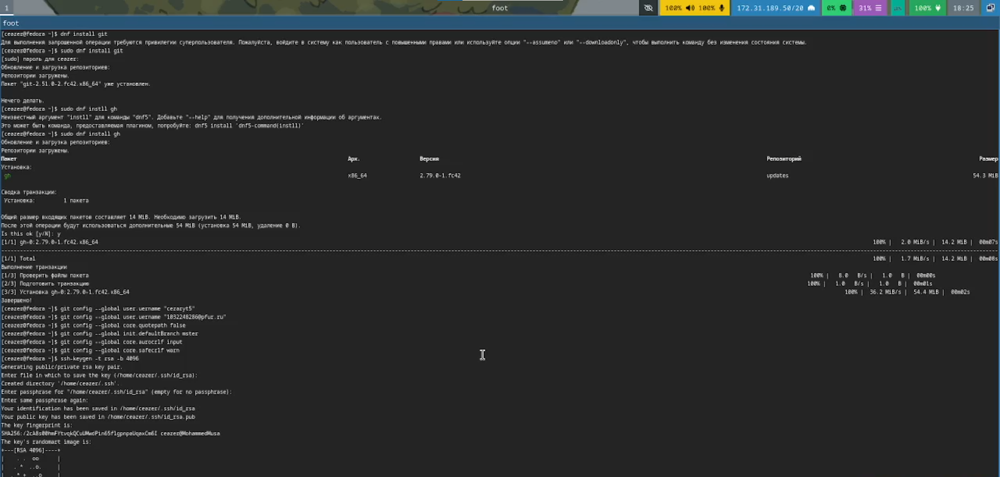 1 foot 100% 100% 172.31.189.50/20 0% 31% 100% 18:25
foot
[ceazer@fedora ~]$ dnf install git
Для выполнения запрошенной операции требуются привилегии суперпользователя. Пожалуйста, войдите в систему как пользователь с повышенными правами или используйте опции "--assumeno" или "--downloadonly", чтобы выполнить команду без изменения состояния системы.
[ceazer@fedora ~]$ sudo dnf install git
[sudo] пароль для ceazer:
Обновление и загрузка репозиториев:
Репозитории загружены.
Пакет "git-2.51.0-2.fc42.x86_64" уже установлен.
Нечего делать.
[ceazer@fedora ~]$ sudo dnf instll gh
Неизвестный аргумент "instll" для команды "dnf5". Добавьте "--help" для получения дополнительной информации об аргументах.
Это может быть команда, предоставляемая плагином, попробуйте: dnf5 install 'dnf5-command(instll)'
[ceazer@fedora ~]$ sudo dnf install gh
Обновление и загрузка репозиториев:
Репозитории загружены.
Пакет Арх. Версия Репозиторий Размер
Установка:
gh x86_64 2.79.0-1.fc42 updates 54.3 MiB
Сводка транзакции:
Установка: 1 пакета
Общий размер входящих пакетов составляет 14 MiB. Необходимо загрузить 14 MiB.
После этой операции будут использоваться дополнительные 54 MiB (установка 54 MiB, удаление 0 B).
Is this ok [y/N]: y
[1/1] gh-0:2.79.0-1.fc42.x86_64 100% | 2.0 MiB/s | 14.2 MiB | 00m07s
[1/1] Total 100% | 1.7 MiB/s | 14.2 MiB | 00m08s
Выполнение транзакции
[1/3] Проверить файлы пакета 100% | 8.0 B/s | 1.0 B | 00m00s
[2/3] Подготовить транзакцию 100% | 1.0 B/s | 1.0 B | 00m01s
[3/3] Установка gh-0:2.79.0-1.fc42.x86_64 100% | 36.2 MiB/s | 54.4 MiB | 00m02s
Завершено!
[ceazer@fedora ~]$ git config --global user.uername "cezaryt5"
[ceazer@fedora ~]$ git config --global user.uername "1032248286@pfur.ru"
[ceazer@fedora ~]$ git config --global core.quotepath false
[ceazer@fedora ~]$ git config --global init.defaultBranch mster
[ceazer@fedora ~]$ git config --global core.aurocrlf input
[ceazer@fedora ~]$ git config --global core.safecrlf warn
[ceazer@fedora ~]$ ssh-keygen -t rsa -b 4096
Generating public/private rsa key pair.
Enter file in which to save the key (/home/ceazer/.ssh/id_rsa):
Created directory '/home/ceazer/.ssh'.
Enter passphrase for "/home/ceazer/.ssh/id_rsa" (empty for no passphrase):
Enter same passphrase again:
Your identification has been saved in /home/ceazer/.ssh/id_rsa
Your public key has been saved in /home/ceazer/.ssh/id_rsa.pub
The key fingerprint is:
SHA256:/2cA8s00hmFYtvqkQCuUMwdPin65flgpnpaUqaxCm6I ceazer@MohammedMusa
The key's randomart image is:
+---[RSA 4096]----+
| . . oo |
| . * ..o. |
| . * + ..o |